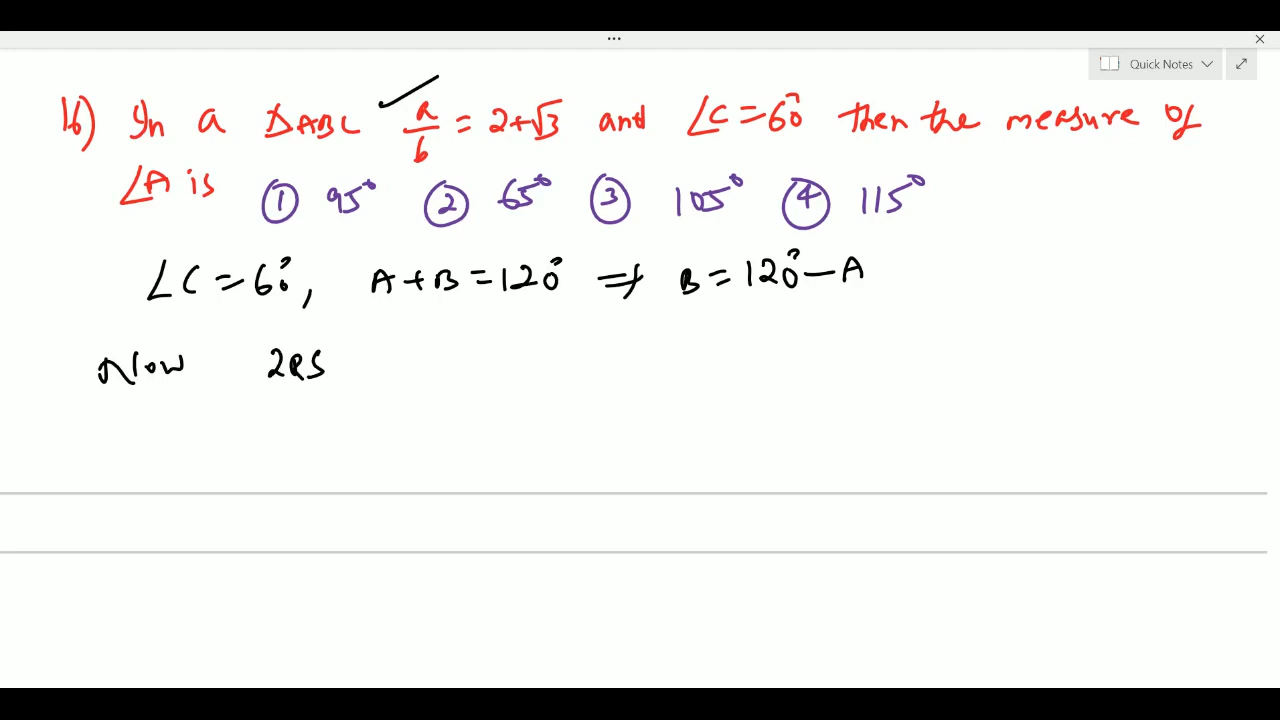 Quick Notes
16) In a ΔABC a/b = 2+√3 and ∠C = 60° then the measure of
∠A is ① 95° ② 65° ③ 105° ④ 115°
∠C = 60°, A + B = 120° ⇒ B = 120° − A
Now 2RS